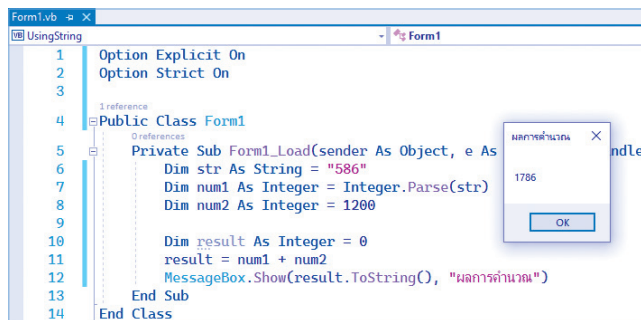 Form1.vb
VB UsingString Form1
1 Option Explicit On
2 Option Strict On
3
1 reference
4 Public Class Form1
0 references
5 Private Sub Form1_Load(sender As Object, e As ndle
6 Dim str As String = "586"
7 Dim num1 As Integer = Integer.Parse(str)
8 Dim num2 As Integer = 1200
9
10 Dim result As Integer = 0
11 result = num1 + num2
12 MessageBox.Show(result.ToString(), "ผลการคำนวณ")
13 End Sub
14 End Class
ผลการคำนวณ
1786
OK